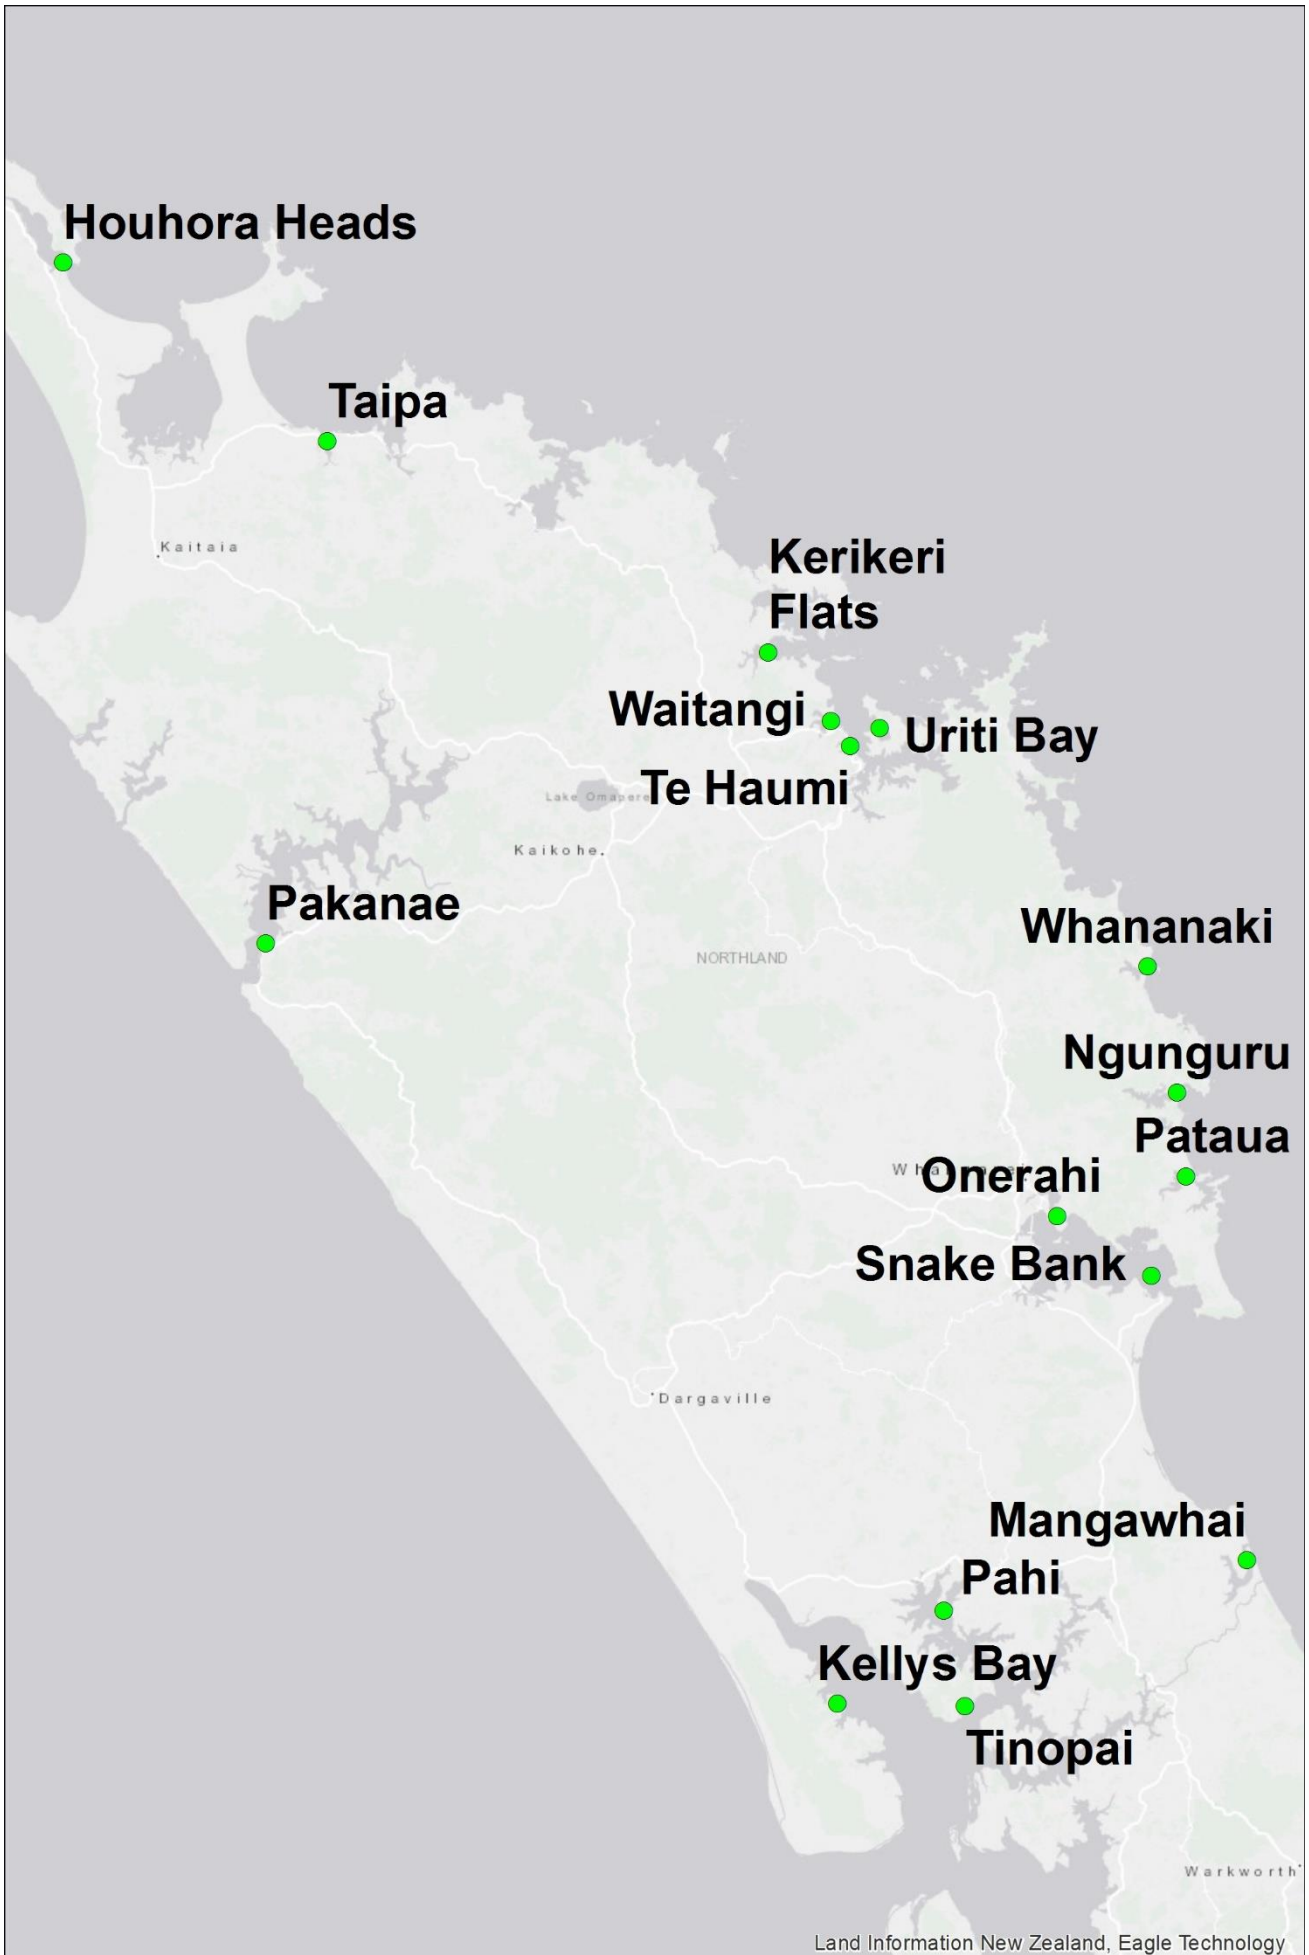 Houhora Heads
Taipa
Kaitaia
Kerikeri
Flats
Waitangi
Uriti Bay
Te Haumi
Lake Omapere
Kaikohe
Pakanae
Whananaki
NORTHLAND
Ngunguru
Pataua
Onerahi
Snake Bank
Dargaville
Mangawhai
Pahi
Kellys Bay
Tinopai
Warkworth
Land Information New Zealand, Eagle Technology